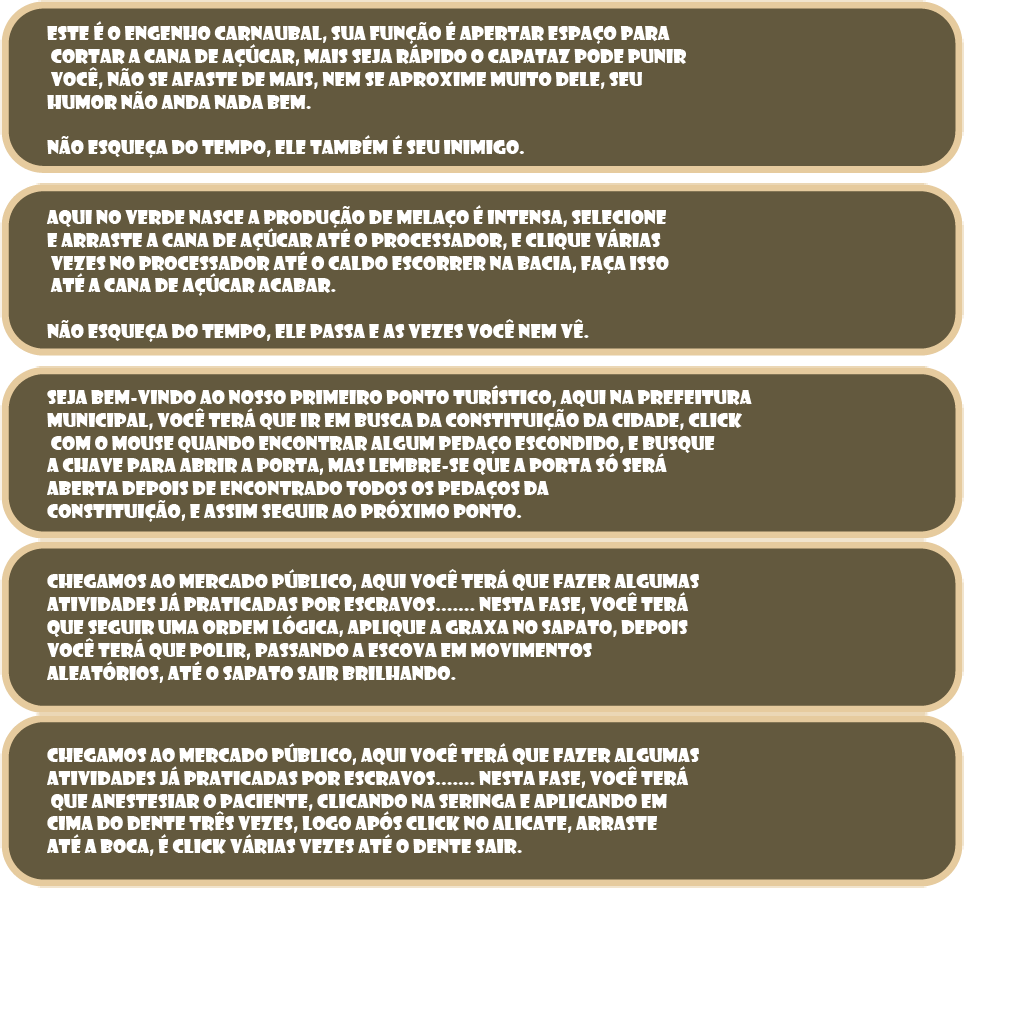 ESTE É O ENGENHO CARNAUBAL, SUA FUNÇÃO É APERTAR ESPAÇO PARA
CORTAR A CANA DE AÇÚCAR, MAIS SEJA RÁPIDO O CAPATAZ PODE PUNIR
VOCÊ, NÃO SE AFASTE DE MAIS, NEM SE APROXIME MUITO DELE, SEU
HUMOR NÃO ANDA NADA BEM.
NÃO ESQUEÇA DO TEMPO, ELE TAMBÉM É SEU INIMIGO.
AQUI NO VERDE NASCE A PRODUÇÃO DE MELAÇO É INTENSA, SELECIONE
E ARRASTE A CANA DE AÇÚCAR ATÉ O PROCESSADOR, E CLIQUE VÁRIAS
VEZES NO PROCESSADOR ATÉ O CALDO ESCORRER NA BACIA, FAÇA ISSO
ATÉ A CANA DE AÇÚCAR ACABAR.
NÃO ESQUEÇA DO TEMPO, ELE PASSA E AS VEZES VOCÊ NEM VÊ.
SEJA BEM-VINDO AO NOSSO PRIMEIRO PONTO TURÍSTICO, AQUI NA PREFEITURA
MUNICIPAL, VOCÊ TERÁ QUE IR EM BUSCA DA CONSTITUIÇÃO DA CIDADE, CLICK
COM O MOUSE QUANDO ENCONTRAR ALGUM PEDAÇO ESCONDIDO, E BUSQUE
A CHAVE PARA ABRIR A PORTA, MAS LEMBRE-SE QUE A PORTA SÓ SERÁ
ABERTA DEPOIS DE ENCONTRADO TODOS OS PEDAÇOS DA
CONSTITUIÇÃO, E ASSIM SEGUIR AO PRÓXIMO PONTO.
CHEGAMOS AO MERCADO PÚBLICO, AQUI VOCÊ TERÁ QUE FAZER ALGUMAS
ATIVIDADES JÁ PRATICADAS POR ESCRAVOS....... NESTA FASE, VOCÊ TERÁ
QUE SEGUIR UMA ORDEM LÓGICA, APLIQUE A GRAXA NO SAPATO, DEPOIS
VOCÊ TERÁ QUE POLIR, PASSANDO A ESCOVA EM MOVIMENTOS
ALEATÓRIOS, ATÉ O SAPATO SAIR BRILHANDO.
CHEGAMOS AO MERCADO PÚBLICO, AQUI VOCÊ TERÁ QUE FAZER ALGUMAS
ATIVIDADES JÁ PRATICADAS POR ESCRAVOS....... NESTA FASE, VOCÊ TERÁ
QUE ANESTESIAR O PACIENTE, CLICANDO NA SERINGA E APLICANDO EM
CIMA DO DENTE TRÊS VEZES, LOGO APÓS CLICK NO ALICATE, ARRASTE
ATÉ A BOCA, É CLICK VÁRIAS VEZES ATÉ O DENTE SAIR.